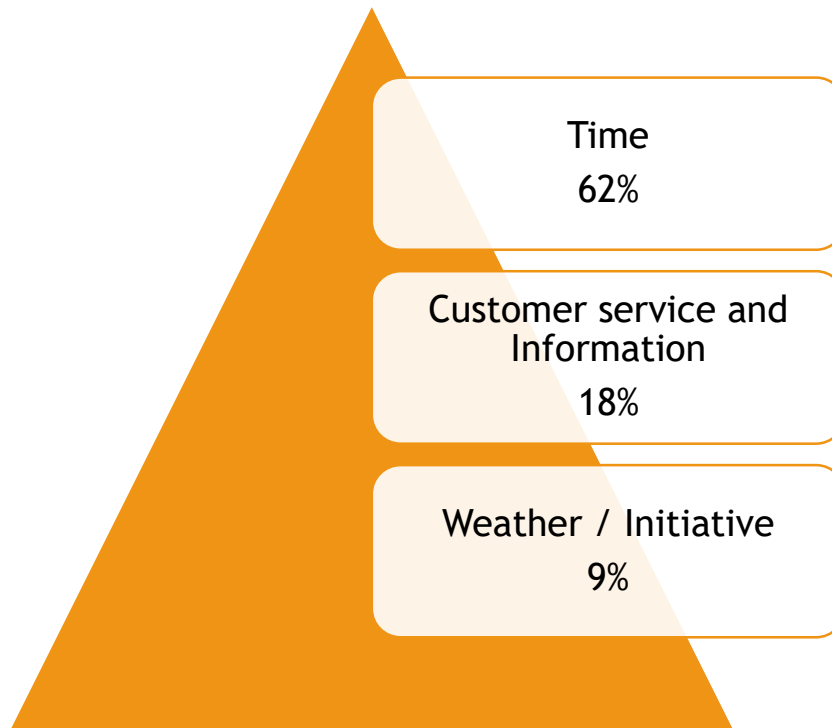 Time
62%
Customer service and
Information
18%
Weather / Initiative
9%